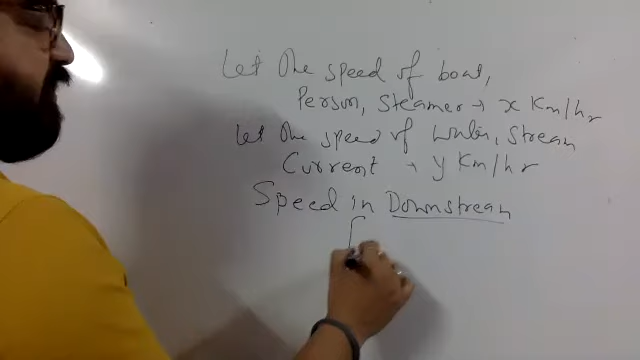 Let the speed of boat,
Person, Steamer → x Km/hr
Let the speed of water, Stream
Current → y Km/hr
Speed in Downstream